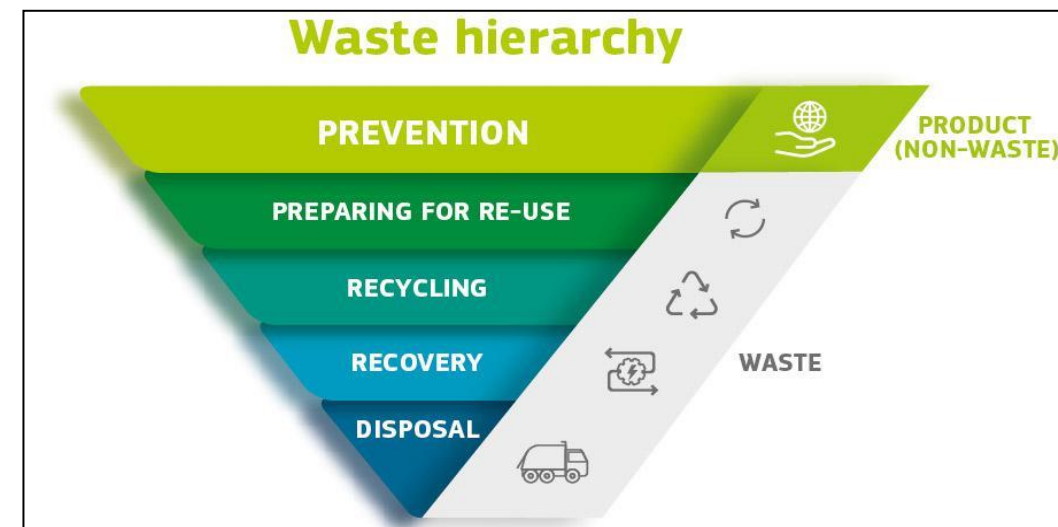 Waste hierarchy
PREVENTION
PRODUCT
(NON-WASTE)
PREPARING FOR RE-USE
RECYCLING
RECOVERY
WASTE
DISPOSAL